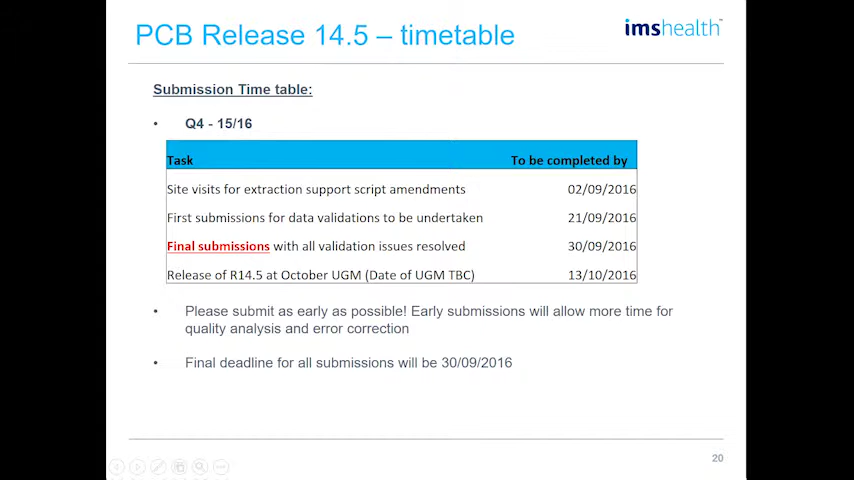 PCB Release 14.5 – timetable
imshealth™
Submission Time table:
• Q4 - 15/16
Task To be completed by
Site visits for extraction support script amendments 02/09/2016
First submissions for data validations to be undertaken 21/09/2016
Final submissions with all validation issues resolved 30/09/2016
Release of R14.5 at October UGM (Date of UGM TBC) 13/10/2016
• Please submit as early as possible! Early submissions will allow more time for
quality analysis and error correction
• Final deadline for all submissions will be 30/09/2016
20